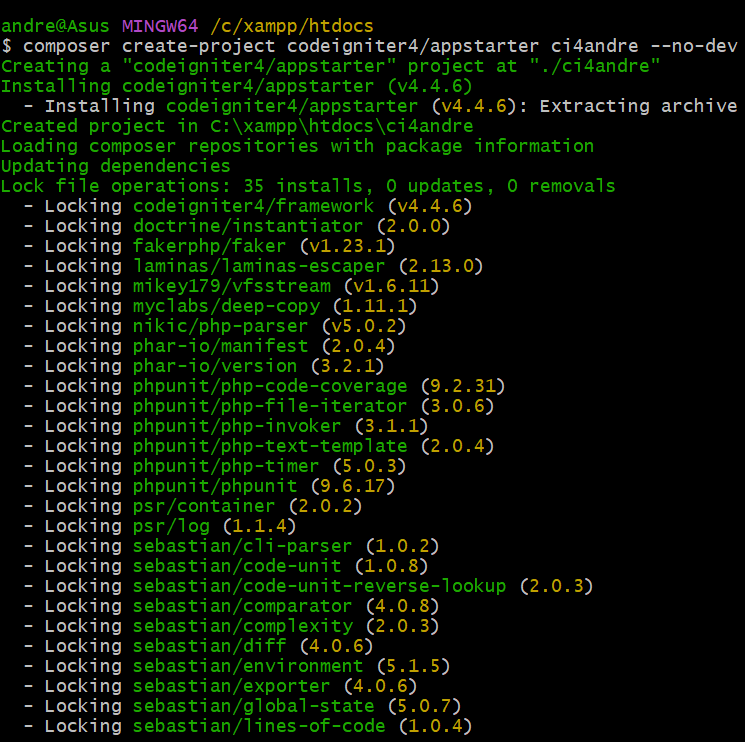 andre@Asus MINGW64 /c/xampp/htdocs
$ composer create-project codeigniter4/appstarter ci4andre --no-dev
Creating a "codeigniter4/appstarter" project at "./ci4andre"
Installing codeigniter4/appstarter (v4.4.6)
  - Installing codeigniter4/appstarter (v4.4.6): Extracting archive
Created project in C:\xampp\htdocs\ci4andre
Loading composer repositories with package information
Updating dependencies
Lock file operations: 35 installs, 0 updates, 0 removals
  - Locking codeigniter4/framework (v4.4.6)
  - Locking doctrine/instantiator (2.0.0)
  - Locking fakerphp/faker (v1.23.1)
  - Locking laminas/laminas-escaper (2.13.0)
  - Locking mikey179/vfsstream (v1.6.11)
  - Locking myclabs/deep-copy (1.11.1)
  - Locking nikic/php-parser (v5.0.2)
  - Locking phar-io/manifest (2.0.4)
  - Locking phar-io/version (3.2.1)
  - Locking phpunit/php-code-coverage (9.2.31)
  - Locking phpunit/php-file-iterator (3.0.6)
  - Locking phpunit/php-invoker (3.1.1)
  - Locking phpunit/php-text-template (2.0.4)
  - Locking phpunit/php-timer (5.0.3)
  - Locking phpunit/phpunit (9.6.17)
  - Locking psr/container (2.0.2)
  - Locking psr/log (1.1.4)
  - Locking sebastian/cli-parser (1.0.2)
  - Locking sebastian/code-unit (1.0.8)
  - Locking sebastian/code-unit-reverse-lookup (2.0.3)
  - Locking sebastian/comparator (4.0.8)
  - Locking sebastian/complexity (2.0.3)
  - Locking sebastian/diff (4.0.6)
  - Locking sebastian/environment (5.1.5)
  - Locking sebastian/exporter (4.0.6)
  - Locking sebastian/global-state (5.0.7)
  - Locking sebastian/lines-of-code (1.0.4)